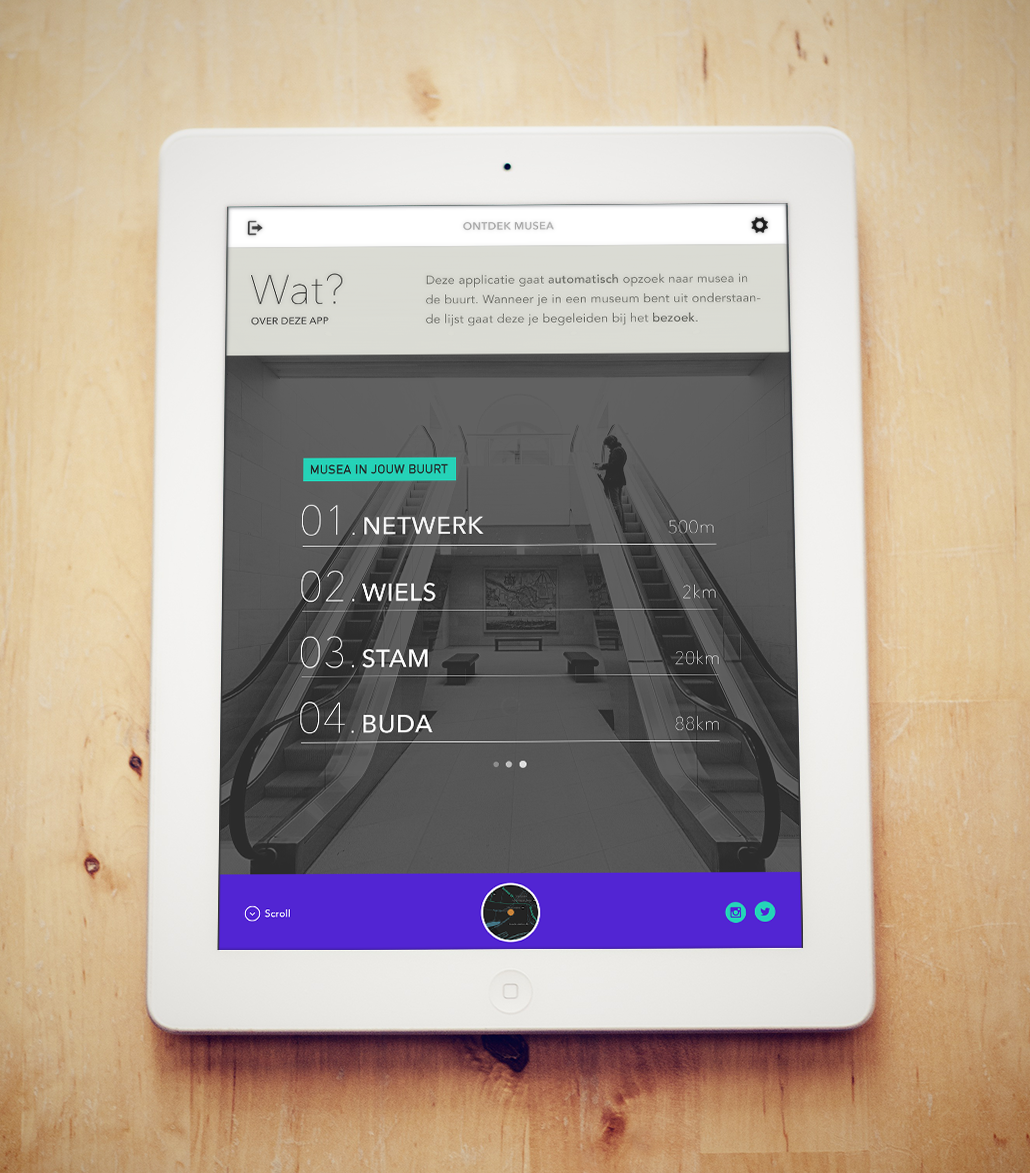 ONTDEK MUSEA
Wat?
OVER DEZE APP
Deze applicatie gaat automatisch opzoek naar musea in
de buurt. Wanneer je in een museum bent uit onderstaan-
de lijst gaat deze je begeleiden bij het bezoek.
MUSEA IN JOUW BUURT
01. NETWERK 500m
02. WIELS 2km
03. STAM 20km
04. BUDA 88km
Scroll